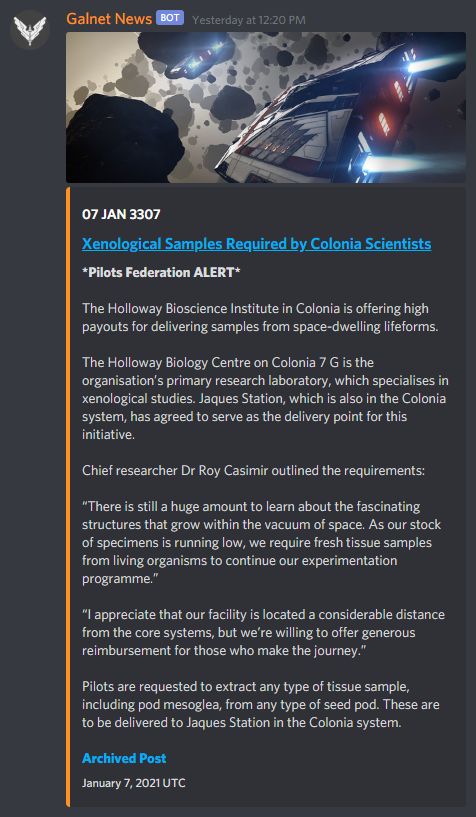 Galnet News BOT Yesterday at 12:20 PM
07 JAN 3307
Xenological Samples Required by Colonia Scientists
*Pilots Federation ALERT*
The Holloway Bioscience Institute in Colonia is offering high
payouts for delivering samples from space-dwelling lifeforms.
The Holloway Biology Centre on Colonia 7 G is the
organisation's primary research laboratory, which specialises in
xenological studies. Jaques Station, which is also in the Colonia
system, has agreed to serve as the delivery point for this
initiative.
Chief researcher Dr Roy Casimir outlined the requirements:
“There is still a huge amount to learn about the fascinating
structures that grow within the vacuum of space. As our stock
of specimens is running low, we require fresh tissue samples
from living organisms to continue our experimentation
programme.”
“I appreciate that our facility is located a considerable distance
from the core systems, but we’re willing to offer generous
reimbursement for those who make the journey.”
Pilots are requested to extract any type of tissue sample,
including pod mesoglea, from any type of seed pod. These are
to be delivered to Jaques Station in the Colonia system.
Archived Post
January 7, 2021 UTC